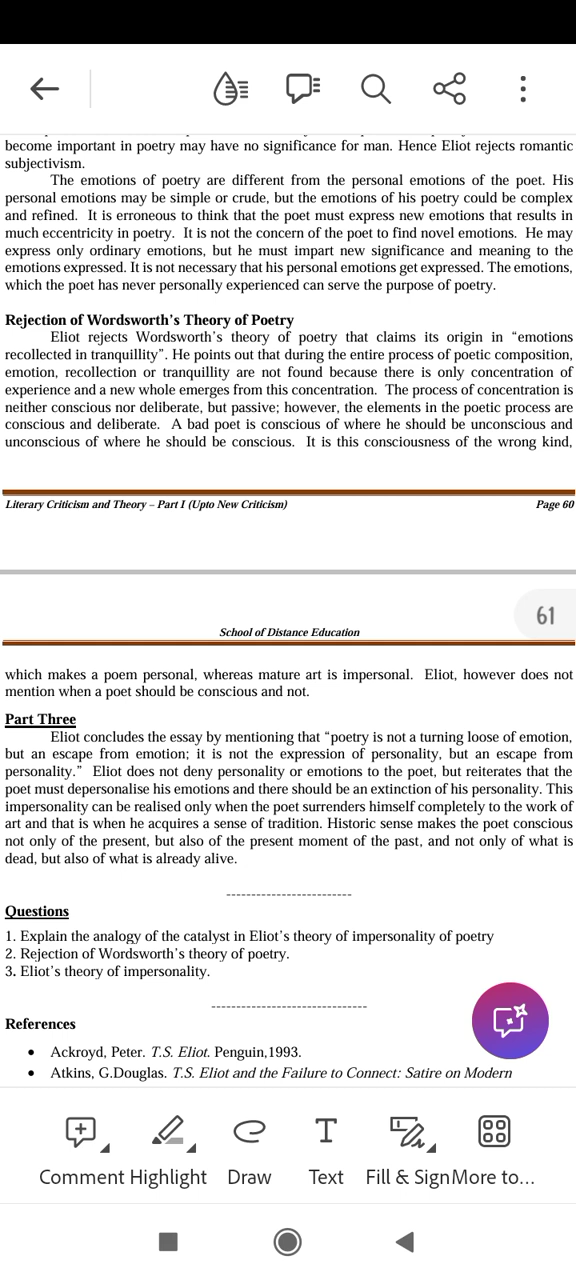 become important in poetry may have no significance for man. Hence Eliot rejects romantic
subjectivism.
The emotions of poetry are different from the personal emotions of the poet. His
personal emotions may be simple or crude, but the emotions of his poetry could be complex
and refined. It is erroneous to think that the poet must express new emotions that results in
much eccentricity in poetry. It is not the concern of the poet to find novel emotions. He may
express only ordinary emotions, but he must impart new significance and meaning to the
emotions expressed. It is not necessary that his personal emotions get expressed. The emotions,
which the poet has never personally experienced can serve the purpose of poetry.
Rejection of Wordsworth's Theory of Poetry
Eliot rejects Wordsworth's theory of poetry that claims its origin in "emotions
recollected in tranquillity". He points out that during the entire process of poetic composition,
emotion, recollection or tranquillity are not found because there is only concentration of
experience and a new whole emerges from this concentration. The process of concentration is
neither conscious nor deliberate, but passive; however, the elements in the poetic process are
conscious and deliberate. A bad poet is conscious of where he should be unconscious and
unconscious of where he should be conscious. It is this consciousness of the wrong kind,
Literary Criticism and Theory – Part I (Upto New Criticism) Page 60
61
School of Distance Education
which makes a poem personal, whereas mature art is impersonal. Eliot, however does not
mention when a poet should be conscious and not.
Part Three
Eliot concludes the essay by mentioning that "poetry is not a turning loose of emotion,
but an escape from emotion; it is not the expression of personality, but an escape from
personality." Eliot does not deny personality or emotions to the poet, but reiterates that the
poet must depersonalise his emotions and there should be an extinction of his personality. This
impersonality can be realised only when the poet surrenders himself completely to the work of
art and that is when he acquires a sense of tradition. Historic sense makes the poet conscious
not only of the present, but also of the present moment of the past, and not only of what is
dead, but also of what is already alive.
-------------------------
Questions
1. Explain the analogy of the catalyst in Eliot's theory of impersonality of poetry
2. Rejection of Wordsworth's theory of poetry.
3. Eliot's theory of impersonality.
-------------------------------
References
• Ackroyd, Peter. T.S. Eliot. Penguin,1993.
• Atkins, G.Douglas. T.S. Eliot and the Failure to Connect: Satire on Modern
Comment Highlight Draw Text Fill & Sign More to...